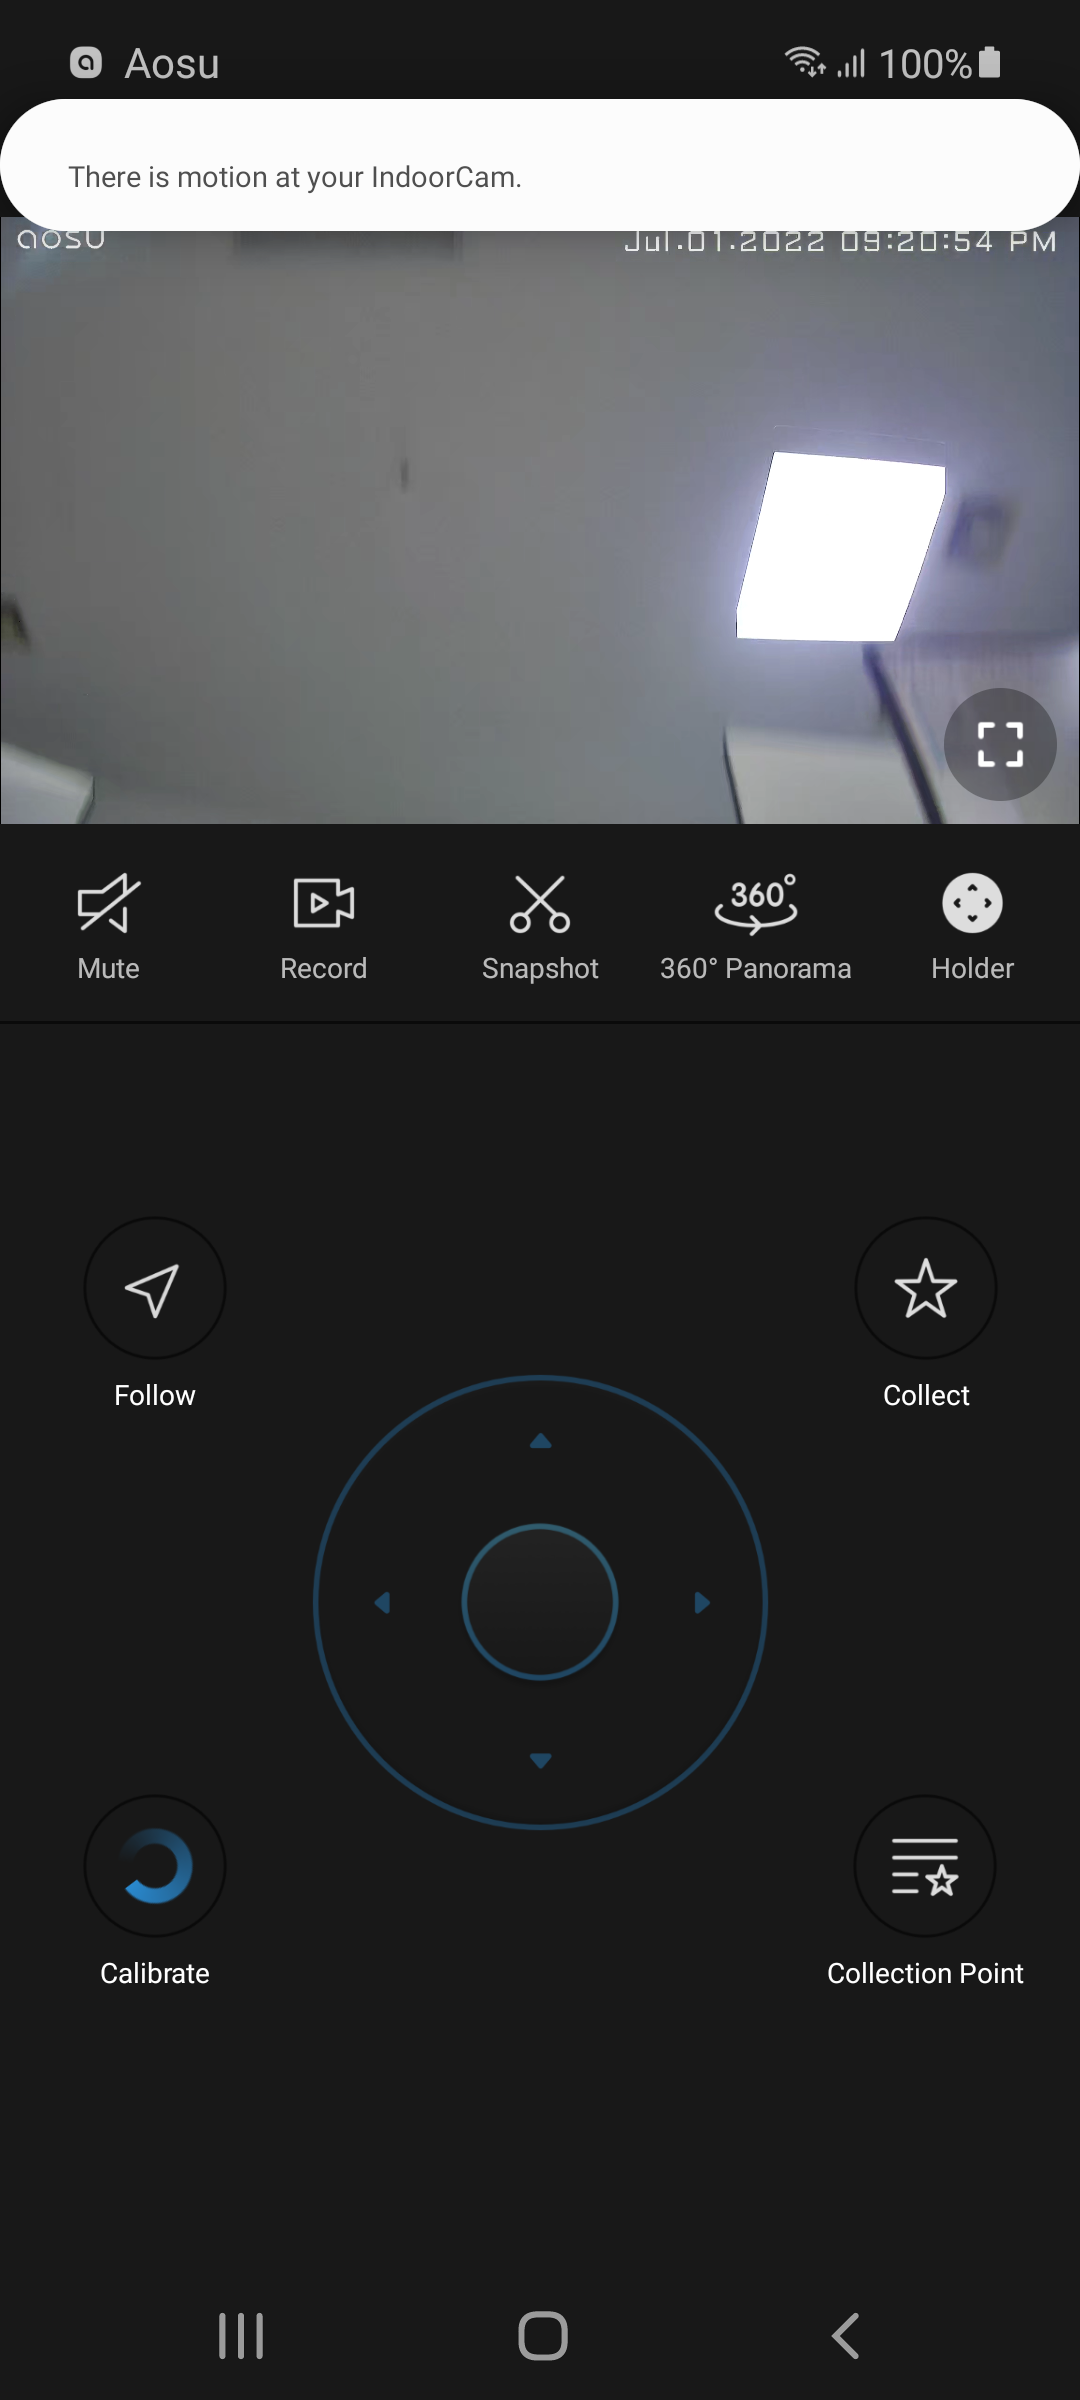 Aosu
100%
There is motion at your IndoorCam.
aosu
Jul.01.2022 09:20:54 PM
Mute
Record
Snapshot
360°
360° Panorama
Holder
Follow
Collect
Calibrate
Collection Point